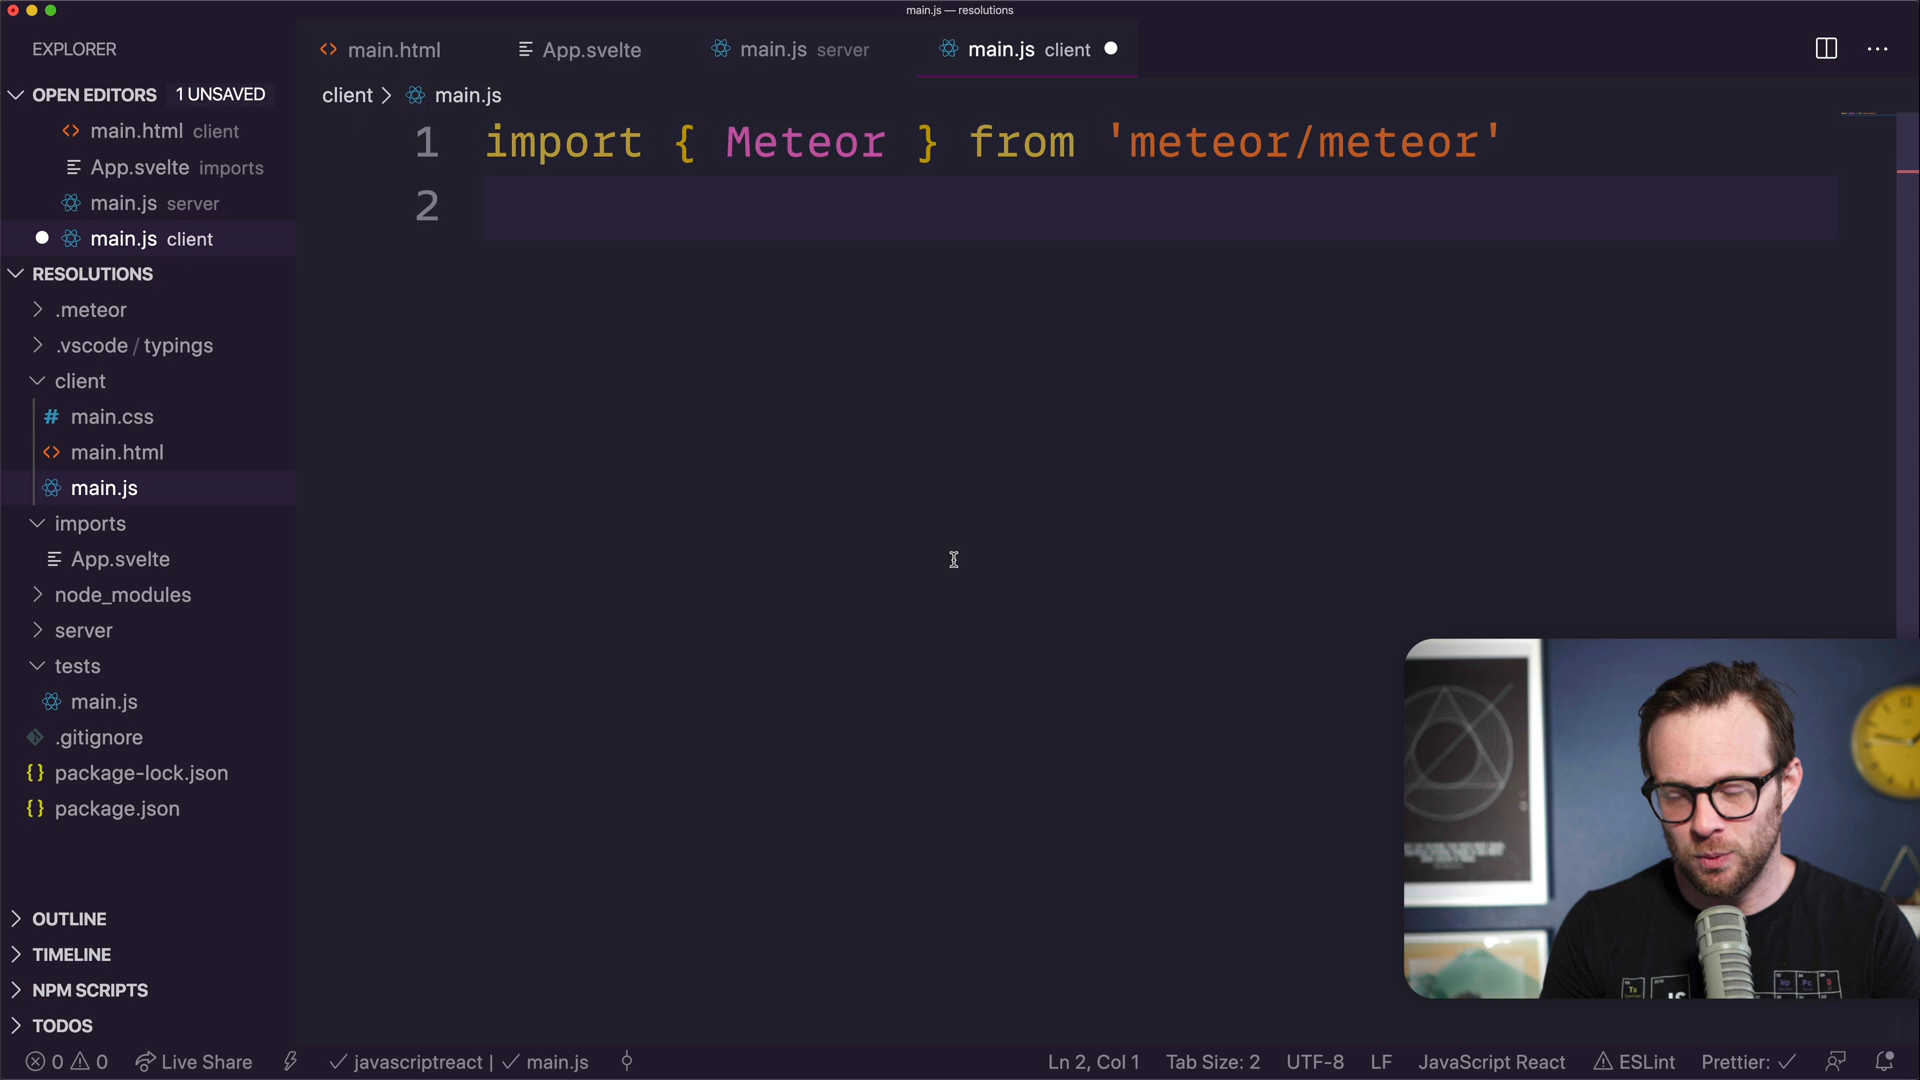 main.js — resolutions
EXPLORER
main.html
App.svelte
main.js server
main.js client
OPEN EDITORS 1 UNSAVED
main.html client
App.svelte imports
main.js server
main.js client
RESOLUTIONS
.meteor
.vscode / typings
client
main.css
main.html
main.js
imports
App.svelte
node_modules
server
tests
main.js
.gitignore
package-lock.json
package.json
OUTLINE
TIMELINE
NPM SCRIPTS
TODOS
client > main.js
1 import { Meteor } from 'meteor/meteor'
2
Ts
JS
Wp Pc
0 0 Live Share javascriptreact | main.js
Ln 2, Col 1 Tab Size: 2 UTF-8 LF JavaScript React ESLint Prettier: